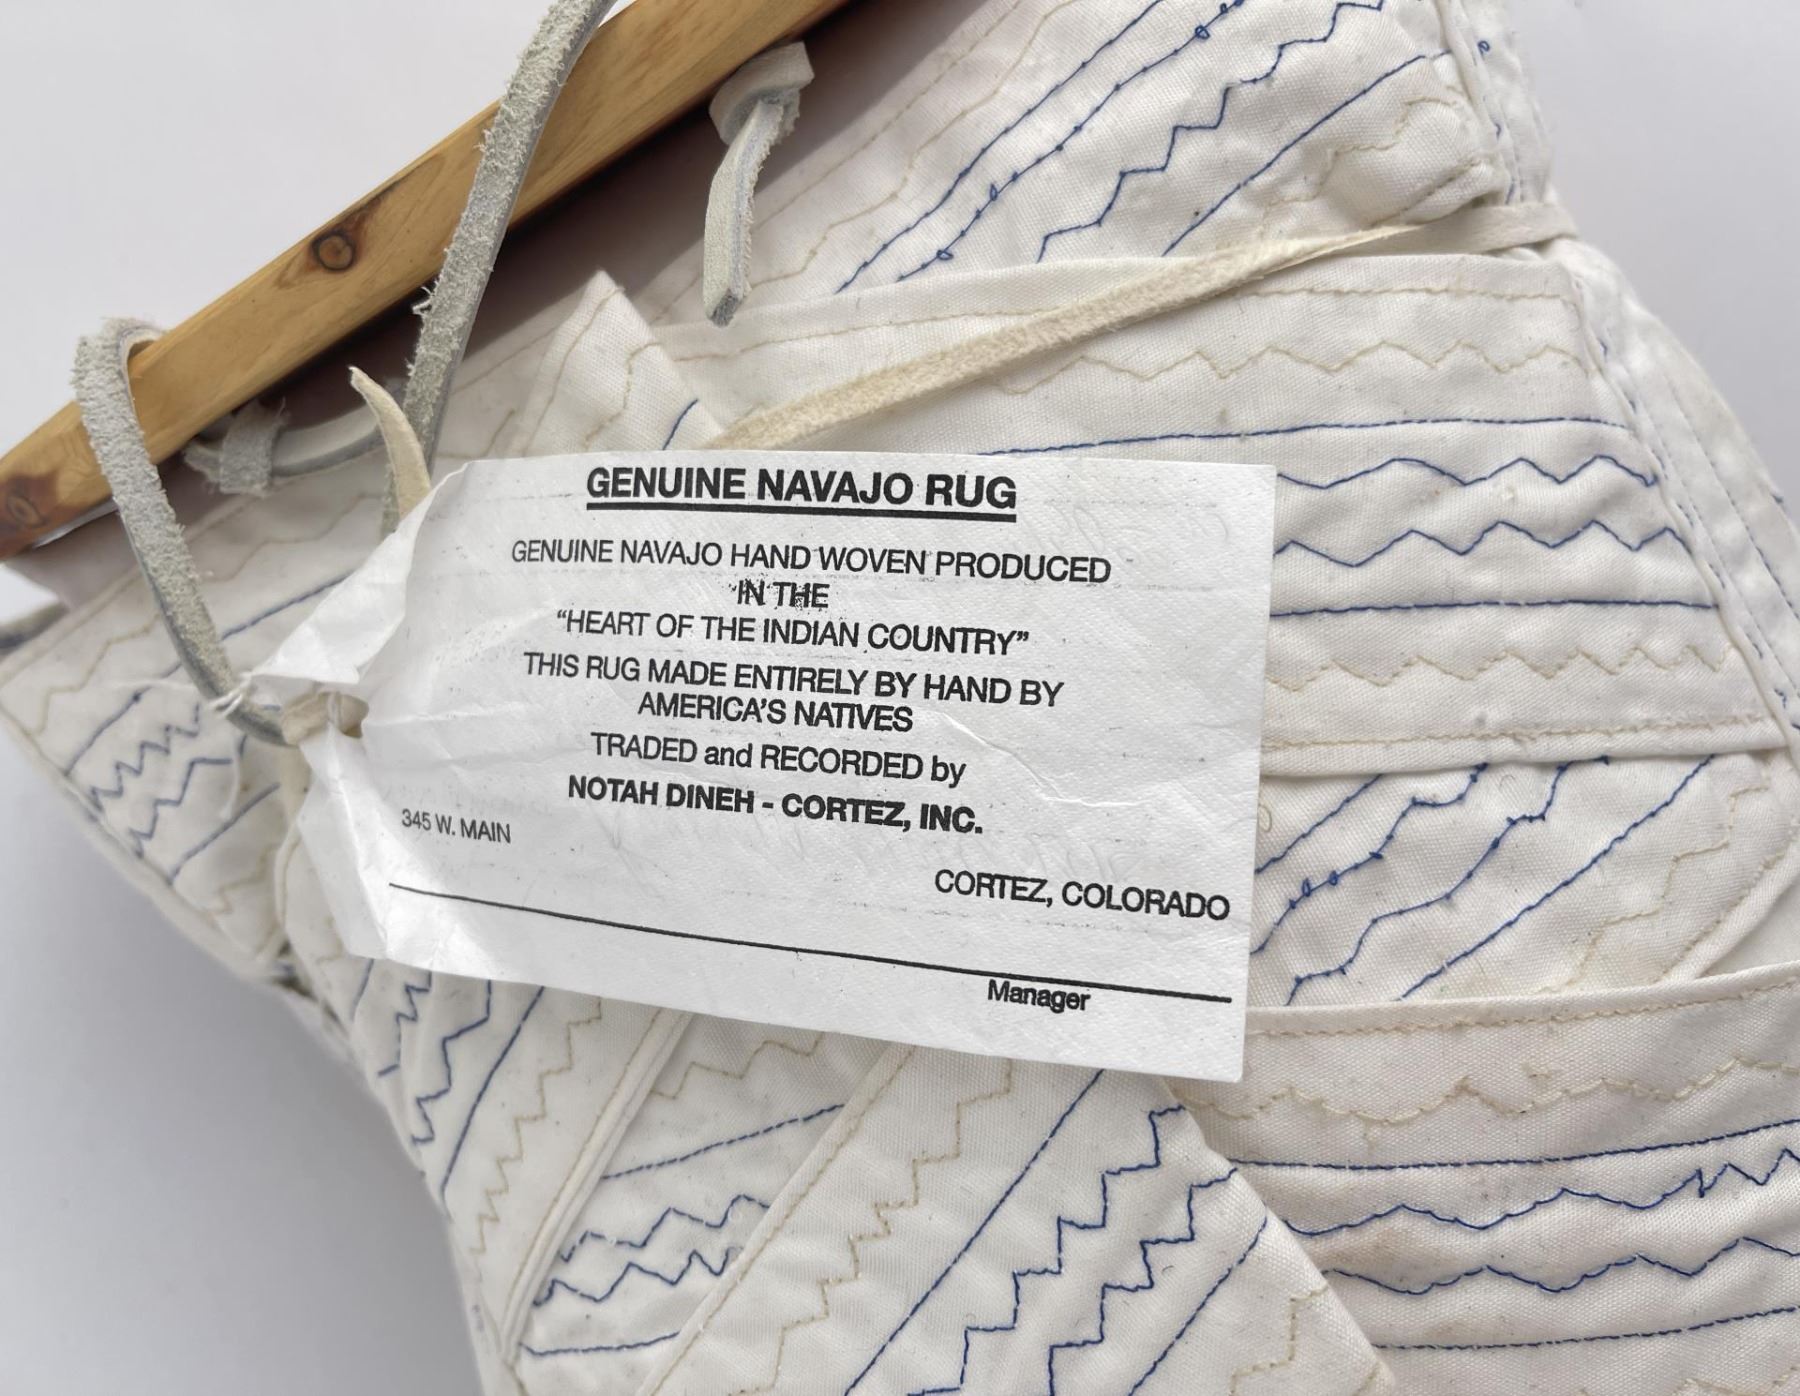 GENUINE NAVAJO RUG
GENUINE NAVAJO HAND WOVEN PRODUCED
IN THE
“HEART OF THE INDIAN COUNTRY”
THIS RUG MADE ENTIRELY BY HAND BY
AMERICA’S NATIVES
TRADED and RECORDED by
NOTAH DINEH - CORTEZ, INC.
345 W. MAIN
CORTEZ, COLORADO
Manager